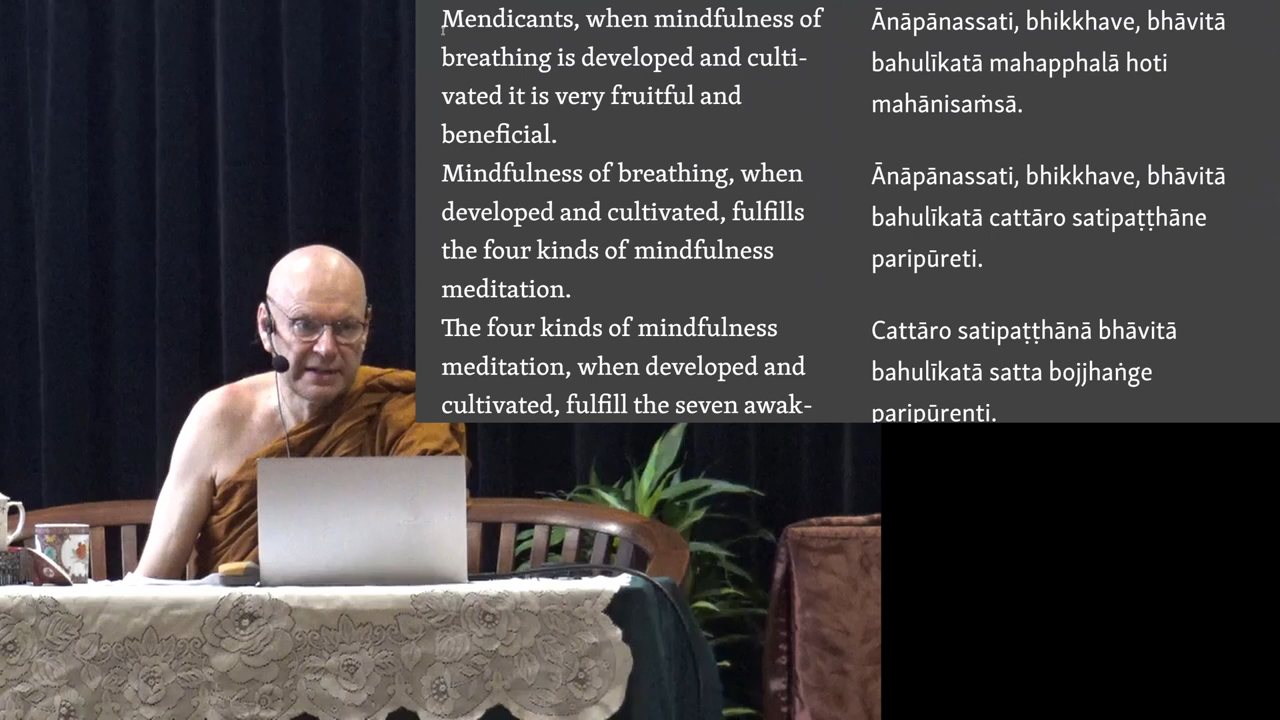 Mendicants, when mindfulness of
breathing is developed and culti-
vated it is very fruitful and
beneficial.
Mindfulness of breathing, when
developed and cultivated, fulfills
the four kinds of mindfulness
meditation.
The four kinds of mindfulness
meditation, when developed and
cultivated, fulfill the seven awak-
Ānāpānassati, bhikkhave, bhāvitā
bahulīkatā mahapphalā hoti
mahānisaṁsā.
Ānāpānassati, bhikkhave, bhāvitā
bahulīkatā cattāro satipaṭṭhāne
paripūreti.
Cattāro satipaṭṭhānā bhāvitā
bahulīkatā satta bojjhaṅge
paripūrenti.